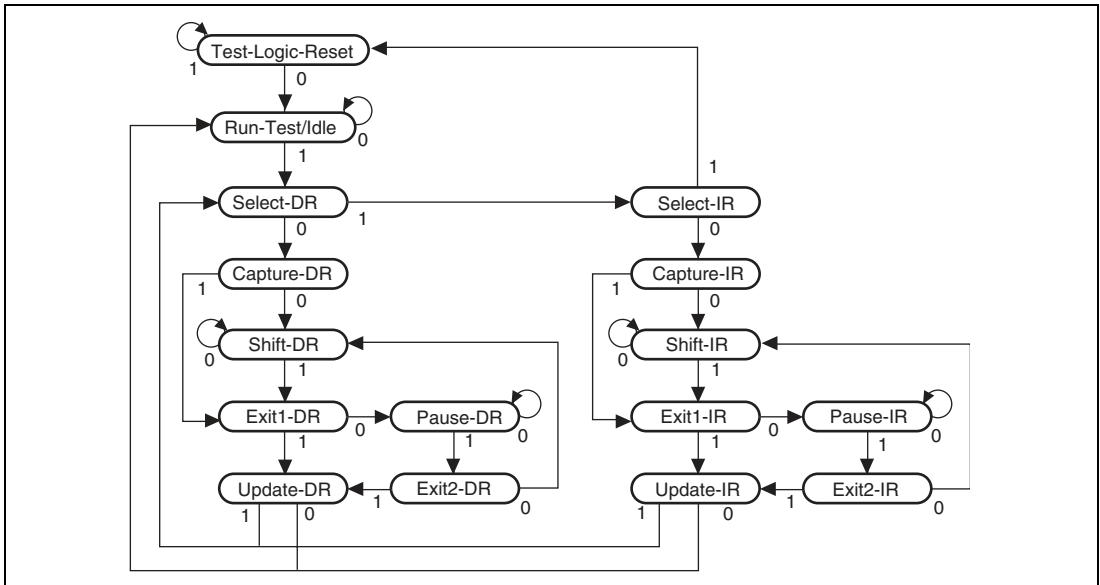 Test-Logic-Reset
1
0
Run-Test/Idle
0
1
1
Select-DR
1
Select-IR
0
0
Capture-DR
Capture-IR
1
0
1
0
Shift-DR
Shift-IR
0
1
0
1
Exit1-DR
0
Pause-DR
0
Exit1-IR
0
Pause-IR
0
1
1
1
1
Update-DR
1
Exit2-DR
0
Update-IR
1
Exit2-IR
0
1
0
1
0